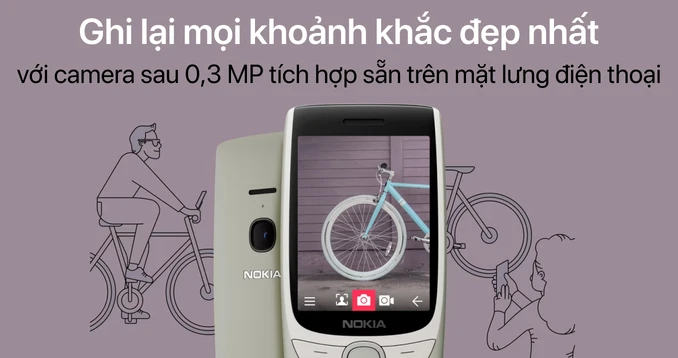 Ghi lại mọi khoảnh khắc đẹp nhất
với camera sau 0,3 MP tích hợp sẵn trên mặt lưng điện thoại
NOKIA
NOKIA